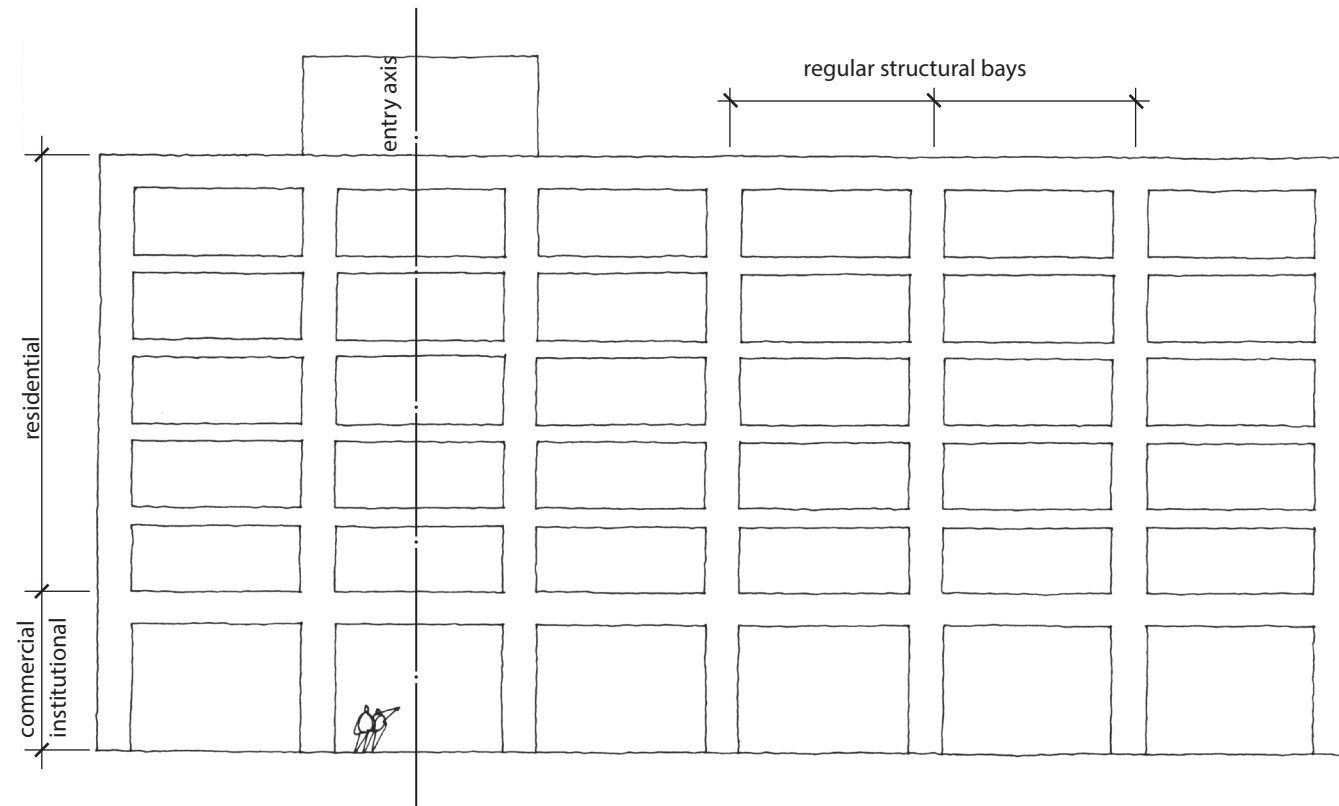 entry axis
regular structural bays
residential
commercial
institutional